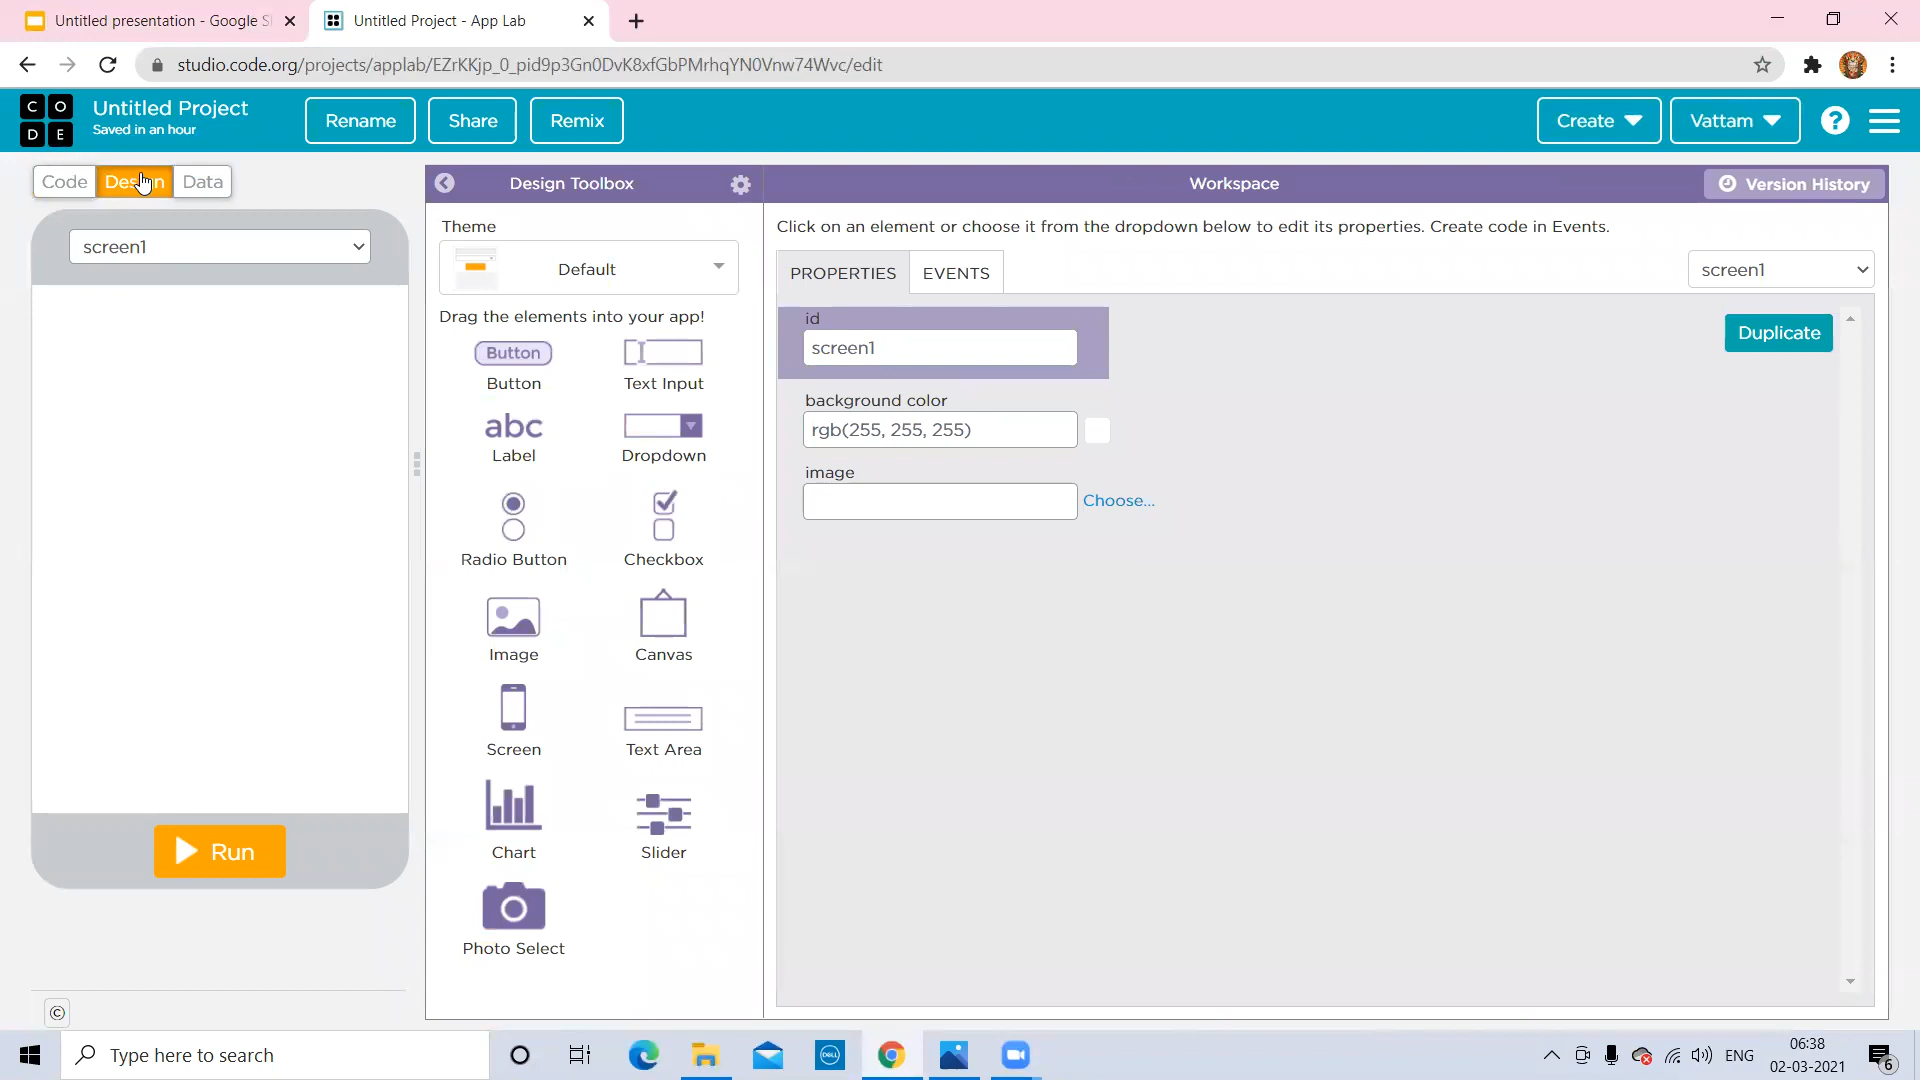 Untitled presentation - Google S
Untitled Project - App Lab
studio.code.org/projects/applab/EZrKKjp_0_pid9p3Gn0DvK8xfGbPMrhqYN0Vnw74Wvc/edit
C O
D E
Untitled Project
Saved in an hour
Rename
Share
Remix
Create
Vattam
?
Code
Design
Data
Design Toolbox
Workspace
Version History
screen1
Theme
Default
Drag the elements into your app!
Button
Button
Text Input
abc
Label
Dropdown
Radio Button
Checkbox
Image
Canvas
Screen
Text Area
Chart
Slider
Photo Select
Click on an element or choose it from the dropdown below to edit its properties. Create code in Events.
PROPERTIES
EVENTS
screen1
id
screen1
Duplicate
background color
rgb(255, 255, 255)
image
Choose...
Run
©
Type here to search
DELL
ENG
06:38
02-03-2021
6